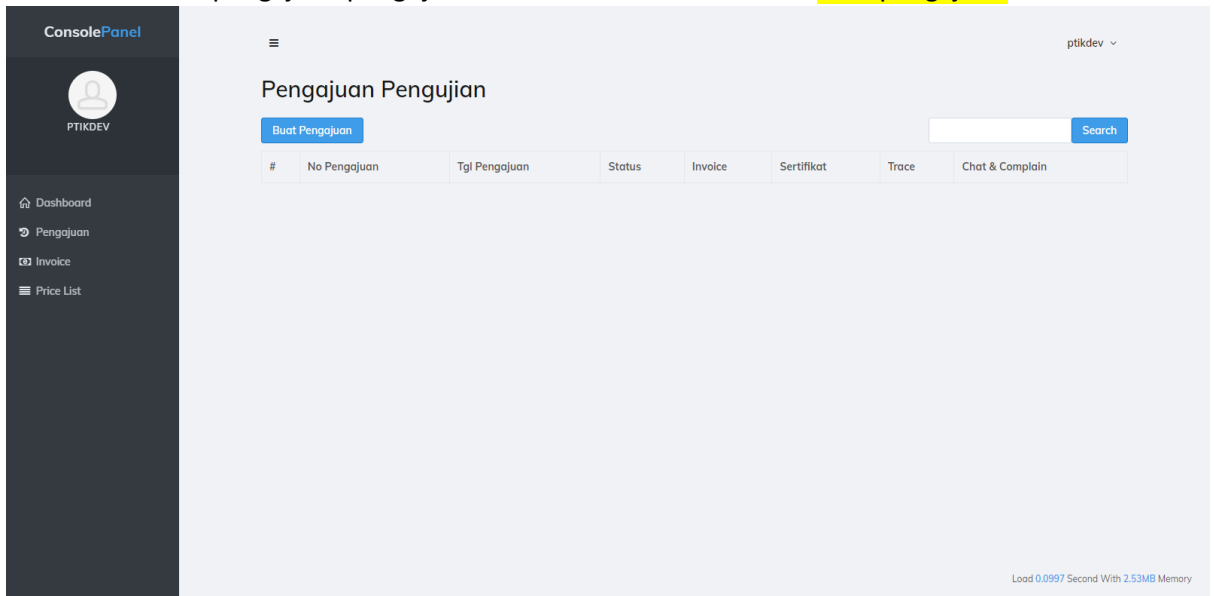 ConsolePanel
PTIKDEV
Dashboard
Pengajuan
Invoice
Price List
ptikdev
Pengajuan Pengujian
Buat Pengajuan
Search
# No Pengajuan Tgl Pengajuan Status Invoice Sertifikat Trace Chat & Complain
Load 0.0997 Second With 2.53MB Memory